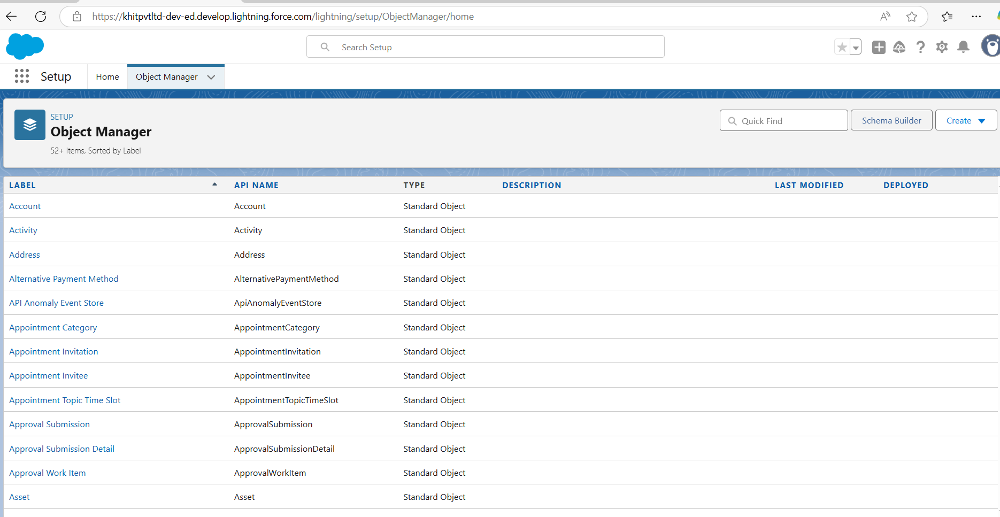 https://khitpvtltd-dev-ed.develop.lightning.force.com/lightning/setup/ObjectManager/home
Search Setup
Setup Home Object Manager
SETUP
Object Manager
52+ Items, Sorted by Label
Quick Find Schema Builder Create
LABEL API NAME TYPE DESCRIPTION LAST MODIFIED DEPLOYED
Account Account Standard Object
Activity Activity Standard Object
Address Address Standard Object
Alternative Payment Method AlternativePaymentMethod Standard Object
API Anomaly Event Store ApiAnomalyEventStore Standard Object
Appointment Category AppointmentCategory Standard Object
Appointment Invitation AppointmentInvitation Standard Object
Appointment Invitee AppointmentInvitee Standard Object
Appointment Topic Time Slot AppointmentTopicTimeSlot Standard Object
Approval Submission ApprovalSubmission Standard Object
Approval Submission Detail ApprovalSubmissionDetail Standard Object
Approval Work Item ApprovalWorkItem Standard Object
Asset Asset Standard Object